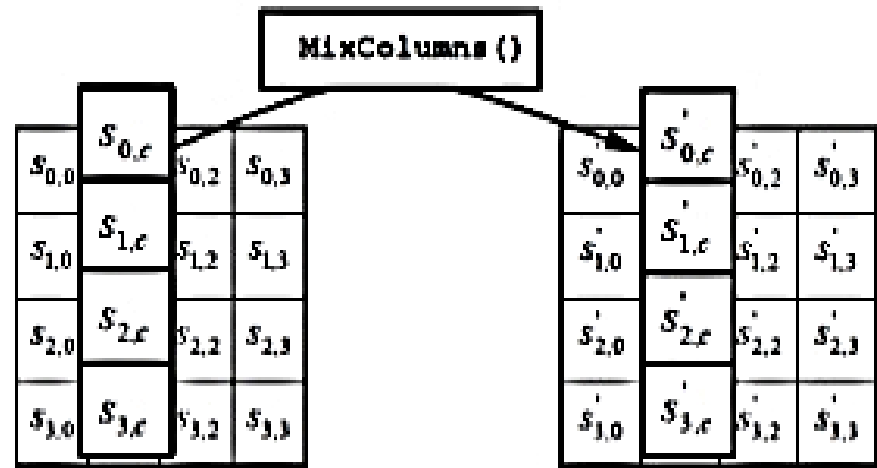 MixColumns()
S0,0 S0,c S0,2 S0,3 S'0,0 S'0,c S'0,2 S'0,3
S1,0 S1,c S1,2 S1,3 S'1,0 S'1,c S'1,2 S'1,3
S2,0 S2,c S2,2 S2,3 S'2,0 S'2,c S'2,2 S'2,3
S3,0 S3,c S3,2 S3,3 S'3,0 S'3,c S'3,2 S'3,3